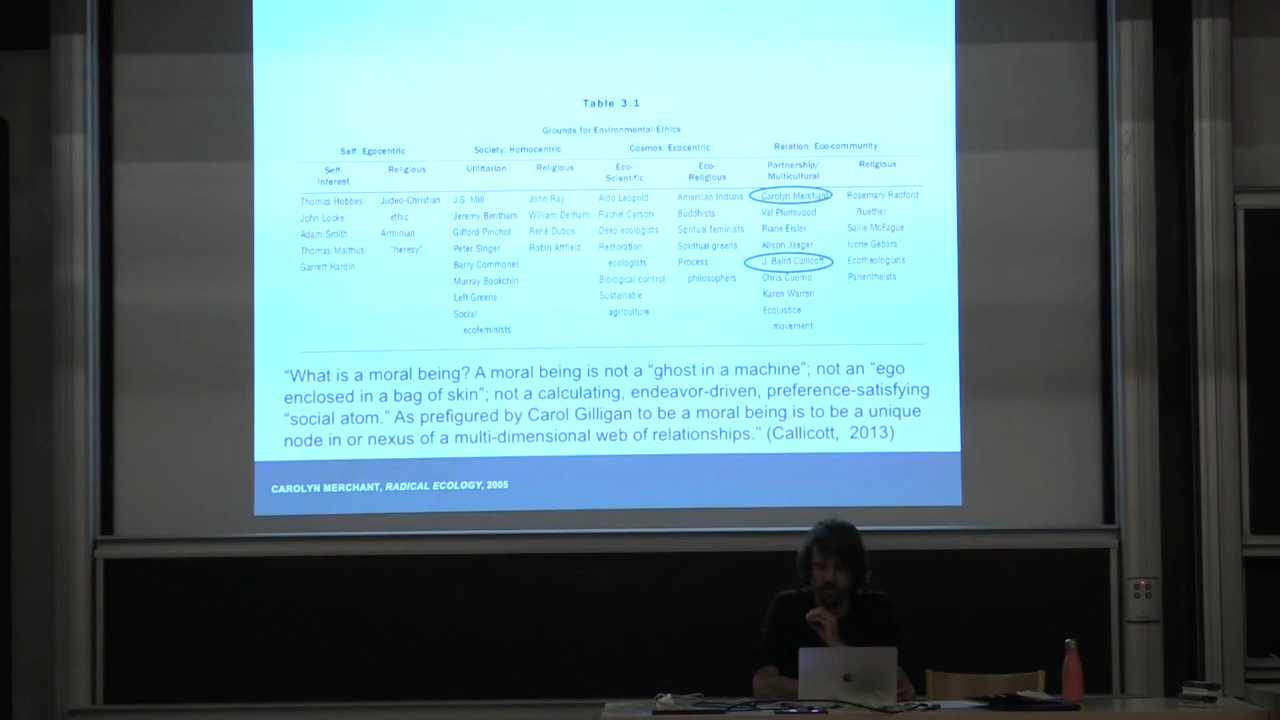 Table 3.1
Grounds for Environmental Ethics
Self: Egocentric
Society: Homocentric
Cosmos: Ecocentric
Relation: Eco-community
Self-
Interest
Religious
Utilitarian
Religious
Eco-
Scientific
Eco-
Religious
Partnership/
Multicultural
Religious
Thomas Hobbes
John Locke
Adam Smith
Thomas Malthus
Garrett Hardin
Judeo-Christian
ethic
Arminian
"heresy"
J.S. Mill
Jeremy Bentham
Gifford Pinchot
Peter Singer
Barry Commoner
Murray Bookchin
Left Greens
Social
ecofeminists
John Ray
William Derham
René Dubos
Robin Attfield
Aldo Leopold
Rachel Carson
Deep ecologists
Restoration
ecologists
Biological control
Sustainable
agriculture
American Indians
Buddhists
Spiritual feminists
Spiritual greens
Process
philosophers
Carolyn Merchant
Val Plumwood
Riane Eisler
Alison Jaeger
J. Baird Callicott
Chris Cuomo
Karen Warren
Ecojustice
movement
Rosemary Radford
Ruether
Sallie McFague
Ivone Gebara
Ecotheologians
Panentheists
"What is a moral being? A moral being is not a "ghost in a machine"; not an "ego
enclosed in a bag of skin"; not a calculating, endeavor-driven, preference-satisfying
"social atom." As prefigured by Carol Gilligan to be a moral being is to be a unique
node in or nexus of a multi-dimensional web of relationships." (Callicott, 2013)
CAROLYN MERCHANT, RADICAL ECOLOGY, 2005